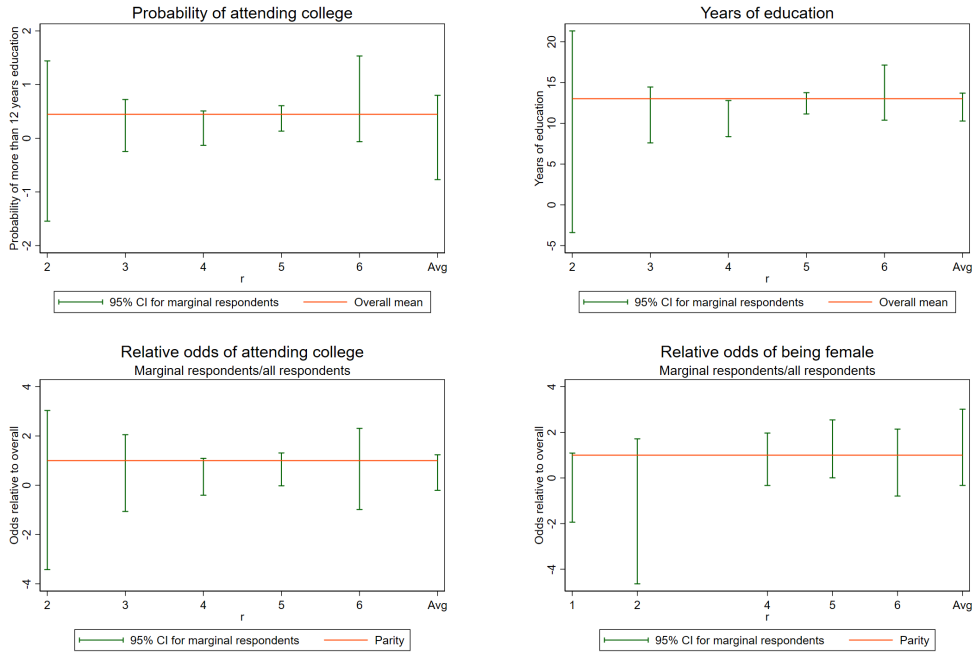 Probability of attending college
Probability of more than 12 years education
2
1
0
-1
-2
2 3 4 5 6 Avg
r
95% CI for marginal respondents Overall mean
Years of education
Years of education
20
15
10
5
0
-5
2 3 4 5 6 Avg
r
95% CI for marginal respondents Overall mean
Relative odds of attending college
Marginal respondents/all respondents
Odds relative to overall
4
2
0
-2
-4
2 3 4 5 6 Avg
r
95% CI for marginal respondents Parity
Relative odds of being female
Marginal respondents/all respondents
Odds relative to overall
4
2
0
-2
-4
1 2 4 5 6 Avg
r
95% CI for marginal respondents Parity